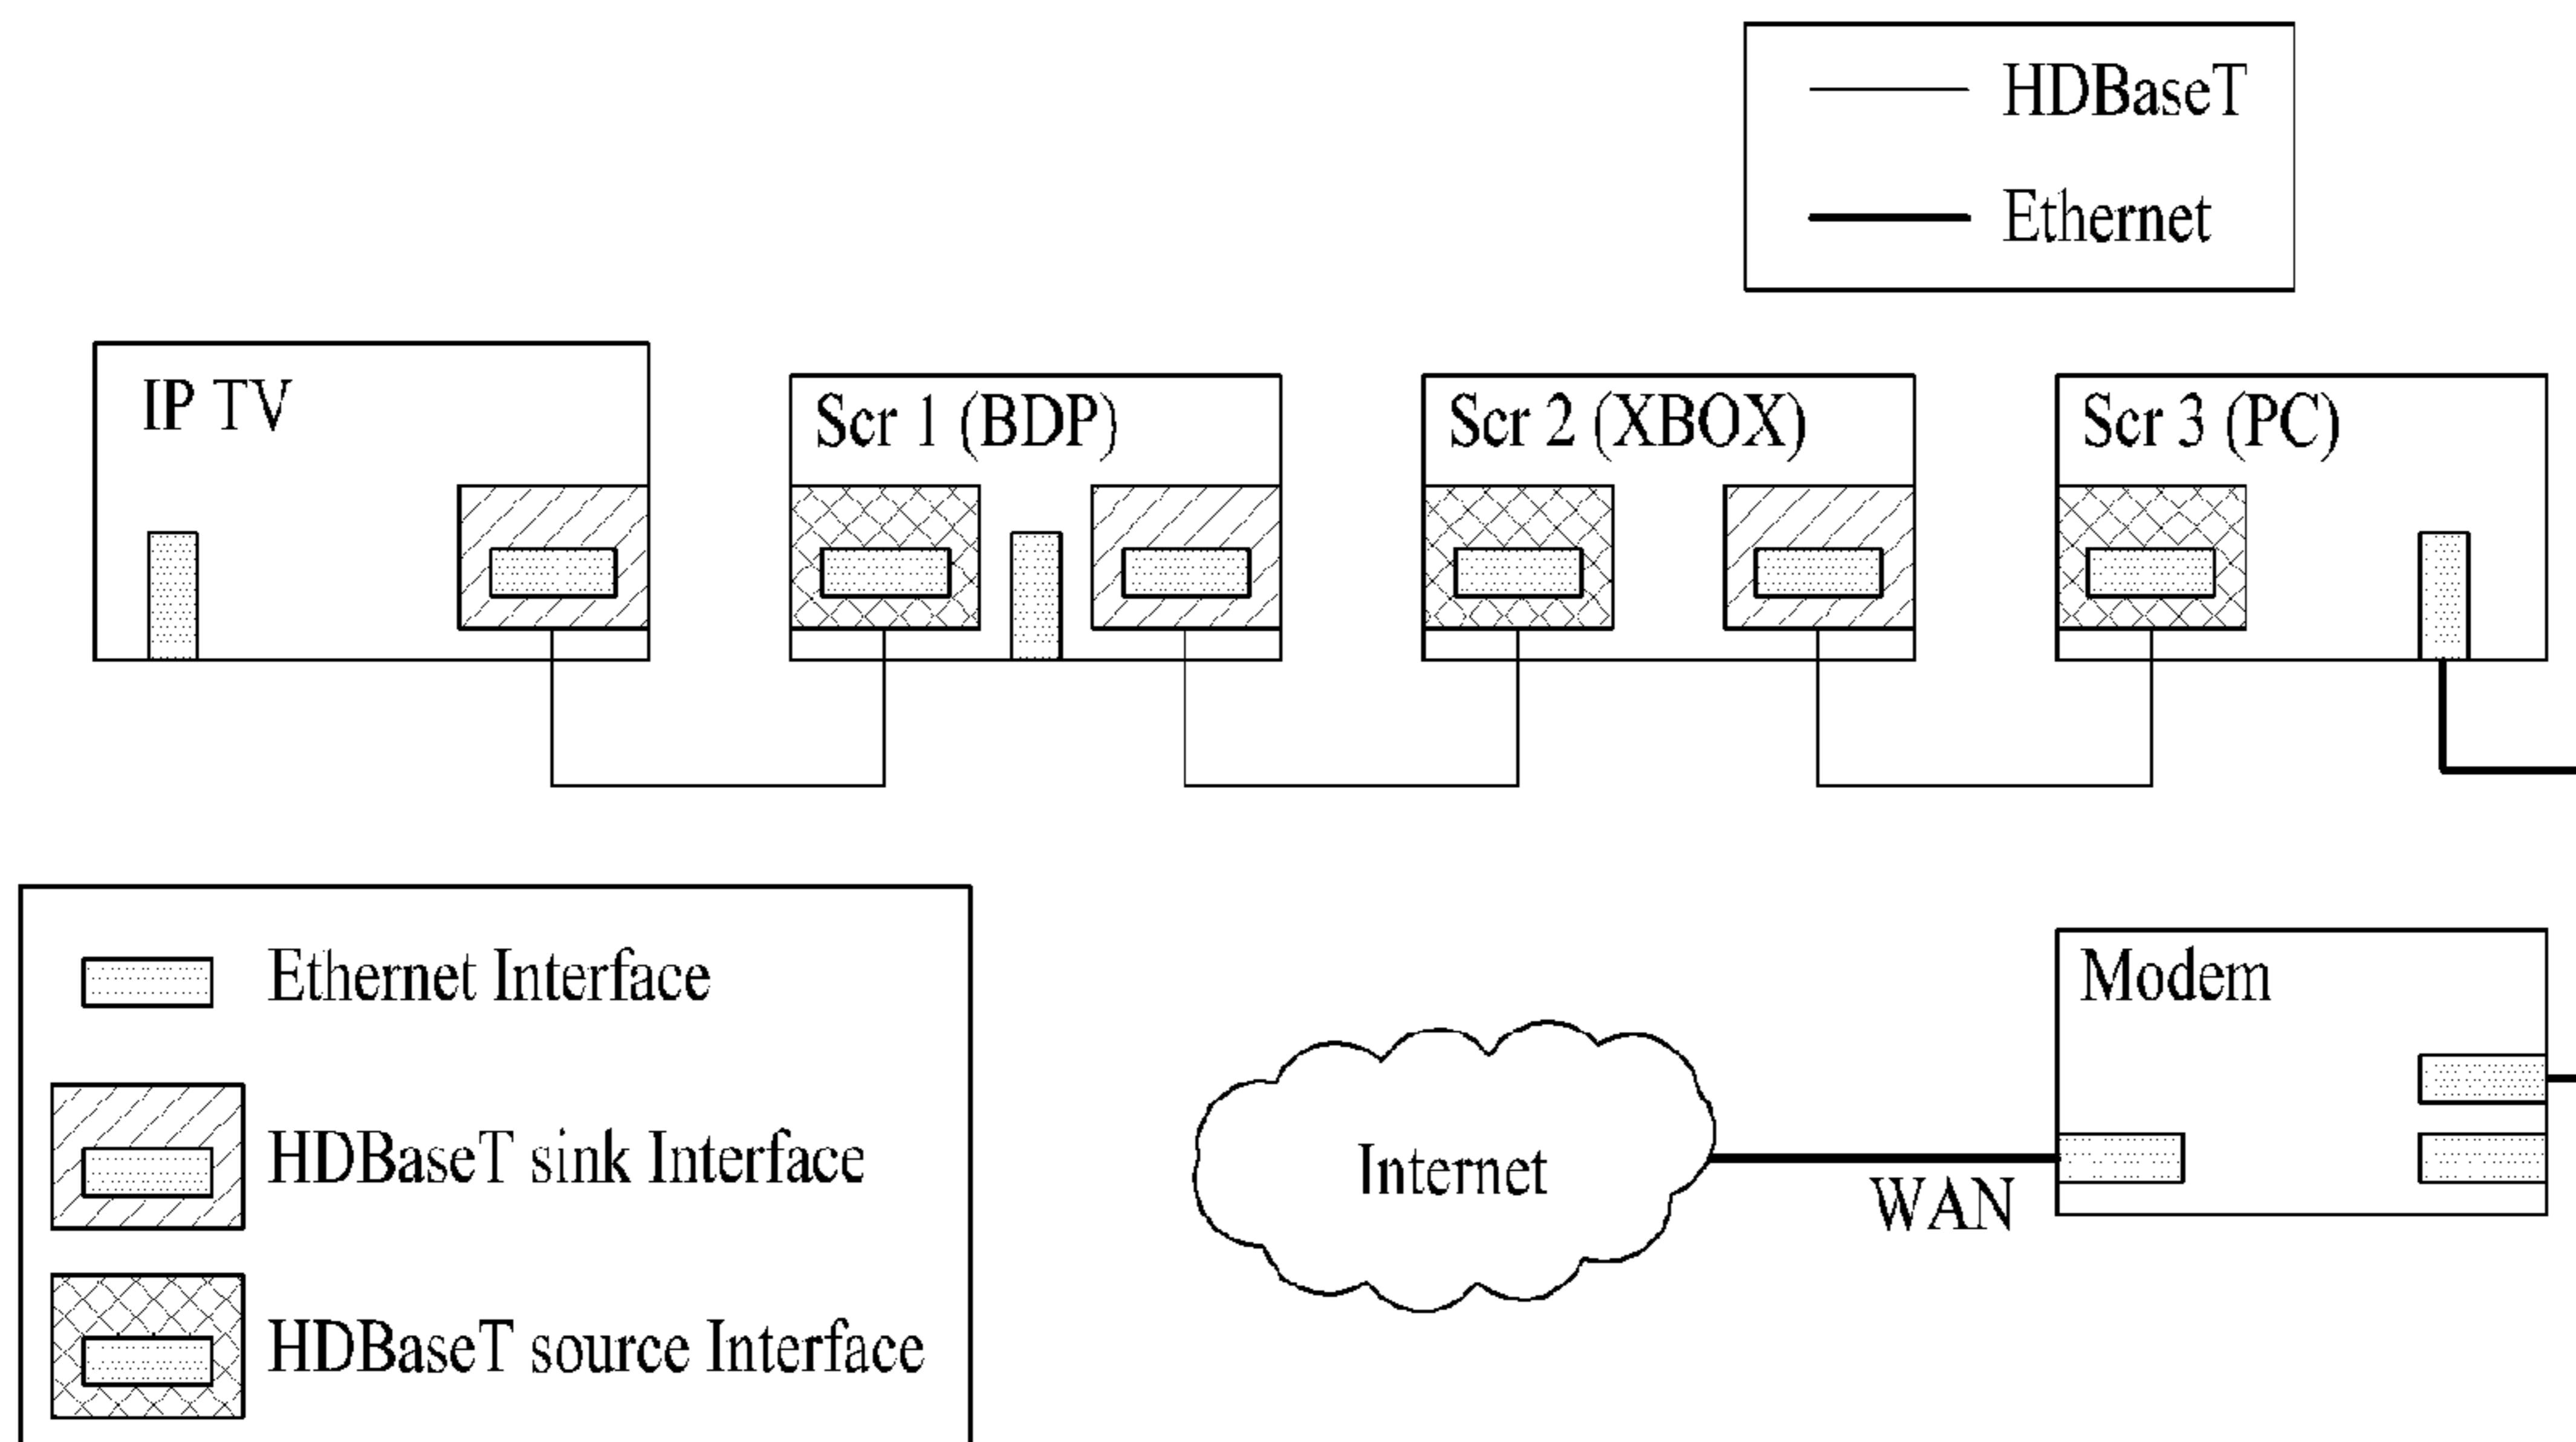 HDBaseT
Ethernet
IP TV
Scr 1 (BDP)
Scr 2 (XBOX)
Scr 3 (PC)
Ethernet Interface
HDBaseT sink Interface
HDBaseT source Interface
Internet
WAN
Modem